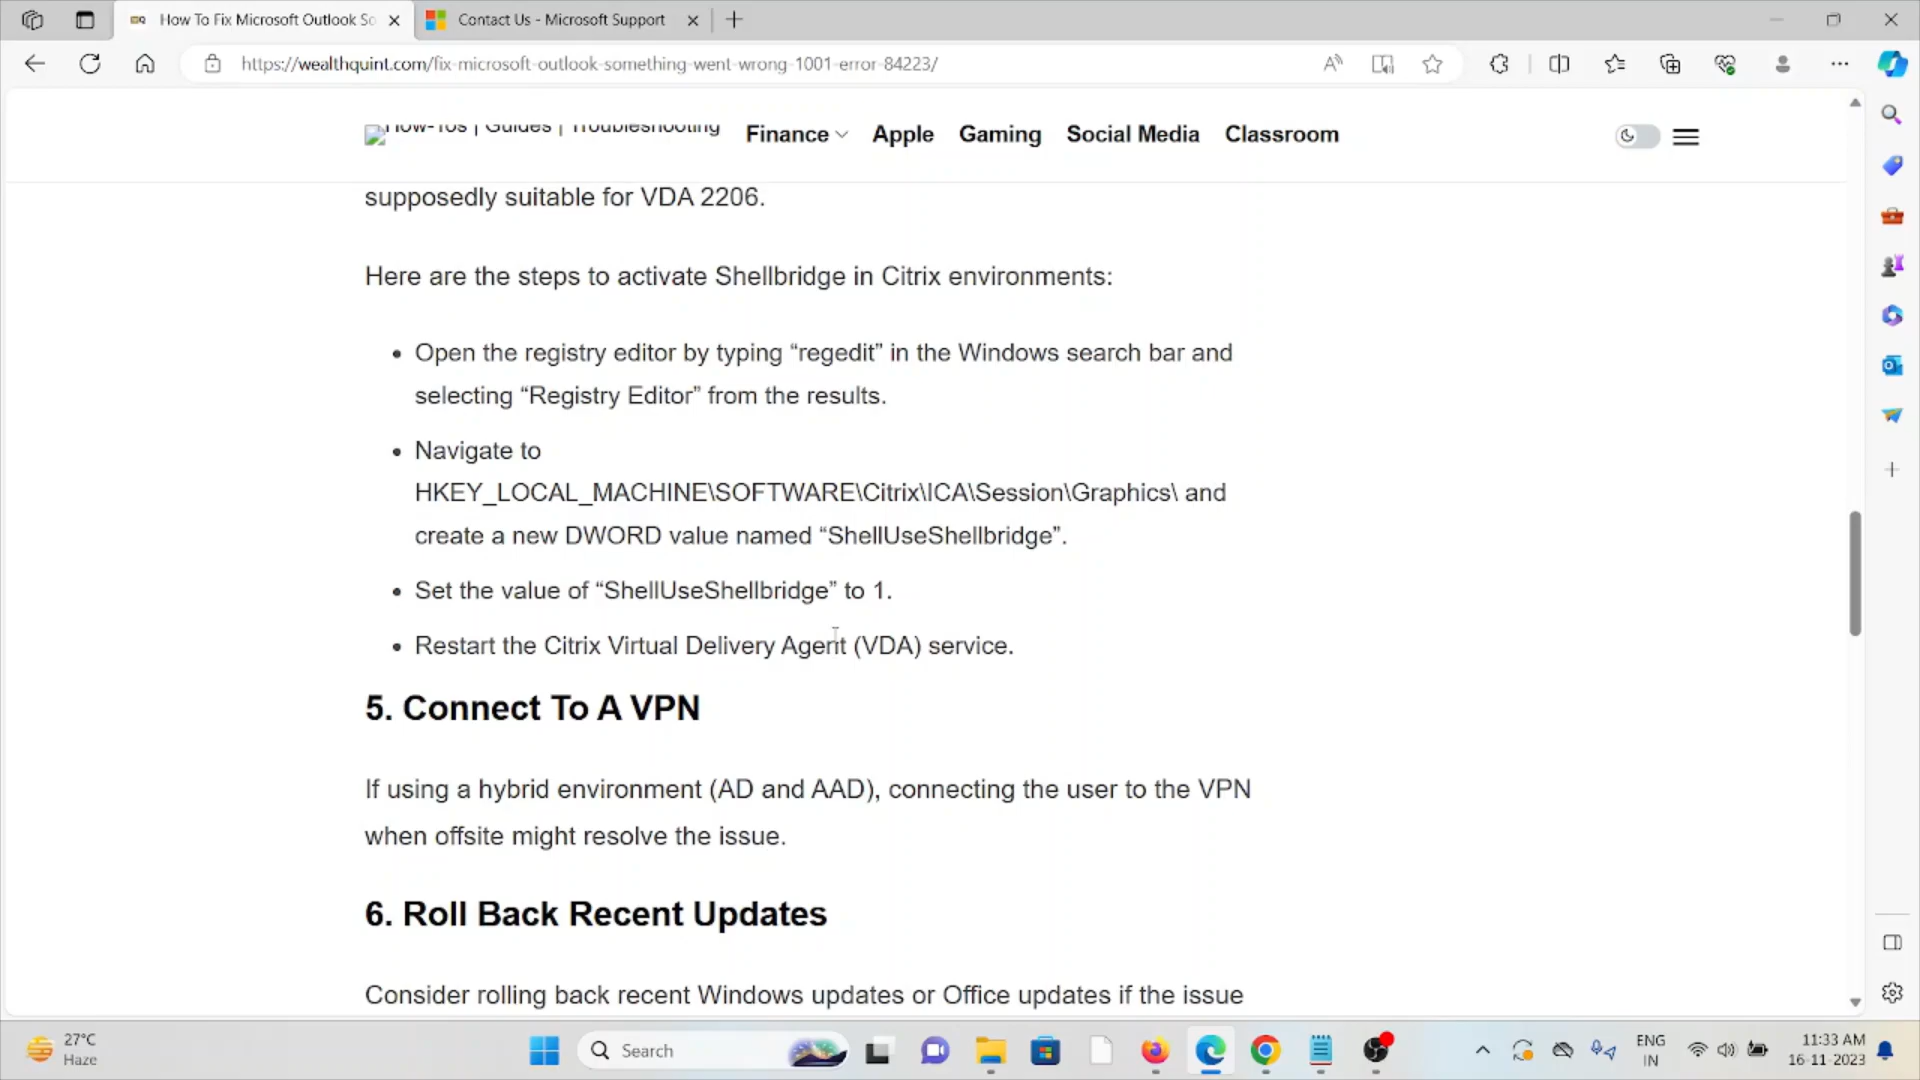 How To Fix Microsoft Outlook So
Contact Us - Microsoft Support
https://wealthquint.com/fix-microsoft-outlook-something-went-wrong-1001-error-84223/
How-Tos | Guides | Troubleshooting
Finance
Apple
Gaming
Social Media
Classroom
supposedly suitable for VDA 2206.
Here are the steps to activate Shellbridge in Citrix environments:
• Open the registry editor by typing “regedit” in the Windows search bar and
selecting “Registry Editor” from the results.
• Navigate to
HKEY_LOCAL_MACHINE\SOFTWARE\Citrix\ICA\Session\Graphics\ and
create a new DWORD value named “ShellUseShellbridge”.
• Set the value of “ShellUseShellbridge” to 1.
• Restart the Citrix Virtual Delivery Agent (VDA) service.
5. Connect To A VPN
If using a hybrid environment (AD and AAD), connecting the user to the VPN
when offsite might resolve the issue.
6. Roll Back Recent Updates
Consider rolling back recent Windows updates or Office updates if the issue
27°C
Haze
Search
ENG
IN
11:33 AM
16-11-2023